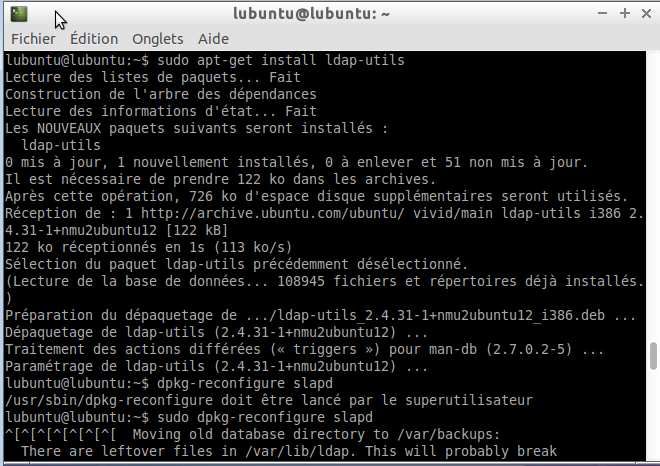 lubuntu@lubuntu: ~
Fichier Édition Onglets Aide
lubuntu@lubuntu:~$ sudo apt-get install ldap-utils
Lecture des listes de paquets... Fait
Construction de l'arbre des dépendances
Lecture des informations d'état... Fait
Les NOUVEAUX paquets suivants seront installés :
  ldap-utils
0 mis à jour, 1 nouvellement installés, 0 à enlever et 51 non mis à jour.
Il est nécessaire de prendre 122 ko dans les archives.
Après cette opération, 726 ko d'espace disque supplémentaires seront utilisés.
Réception de : 1 http://archive.ubuntu.com/ubuntu/ vivid/main ldap-utils i386 2.
4.31-1+nmu2ubuntu12 [122 kB]
122 ko réceptionnés en 1s (113 ko/s)
Sélection du paquet ldap-utils précédemment désélectionné.
(Lecture de la base de données... 108945 fichiers et répertoires déjà installés.
)
Préparation du dépaquetage de .../ldap-utils_2.4.31-1+nmu2ubuntu12_i386.deb ...
Dépaquetage de ldap-utils (2.4.31-1+nmu2ubuntu12) ...
Traitement des actions différées (« triggers ») pour man-db (2.7.0.2-5) ...
Paramétrage de ldap-utils (2.4.31-1+nmu2ubuntu12) ...
lubuntu@lubuntu:~$ dpkg-reconfigure slapd
/usr/sbin/dpkg-reconfigure doit être lancé par le superutilisateur
lubuntu@lubuntu:~$ sudo dpkg-reconfigure slapd
^[^[^[^[^[^[^[  Moving old database directory to /var/backups:
  There are leftover files in /var/lib/ldap. This will probably break